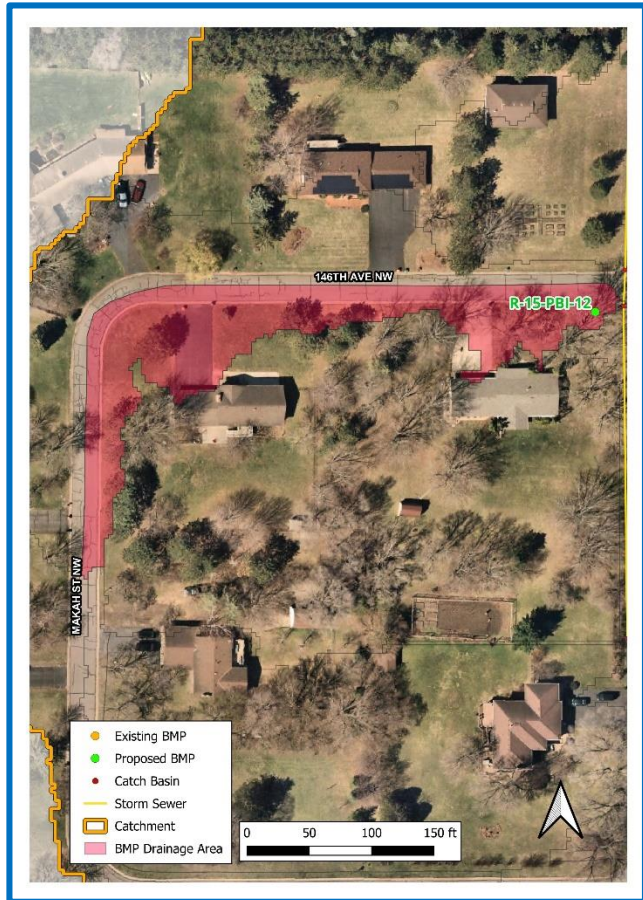 146TH AVE NW
R-15-PBI-12
MAKAH ST NW
Existing BMP
Proposed BMP
Catch Basin
Storm Sewer
Catchment
BMP Drainage Area
0 50 100 150 ft